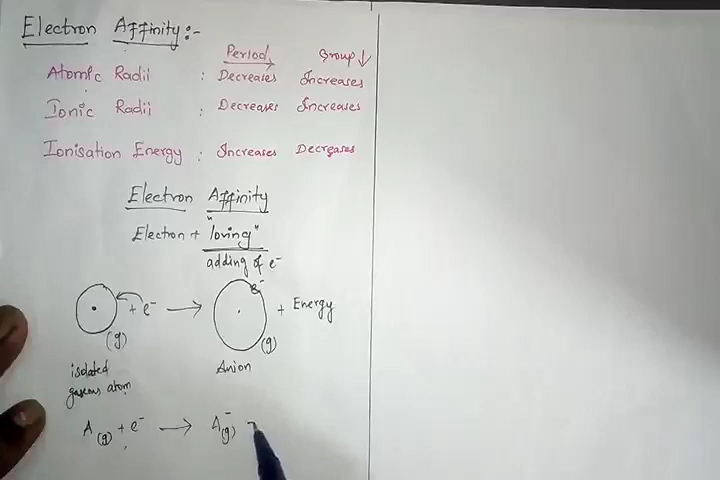 Electron Affinity:-
Period Group ↓
Atomic Radii : Decreases Increases
Ionic Radii : Decreases Increases
Ionisation Energy : Increases Decreases
Electron Affinity
Electron + "loving"
adding of e⁻
+ e⁻ → e⁻ + Energy
(g) (g)
isolated gaseous atom
Anion
A(g) + e⁻ → A⁻(g)